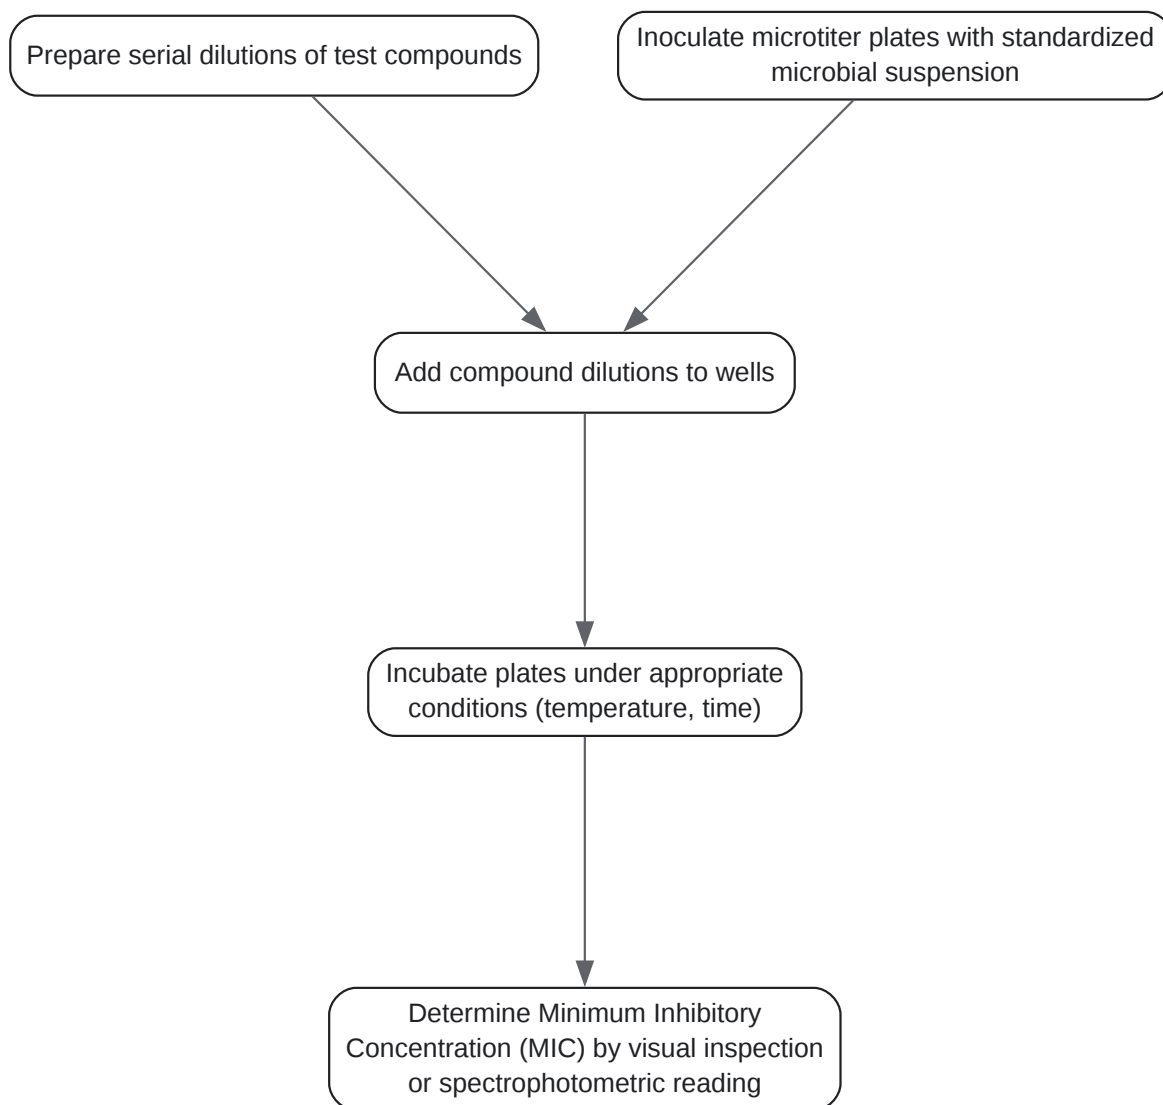 Prepare serial dilutions of test compounds
Inoculate microtiter plates with standardized
microbial suspension
Add compound dilutions to wells
Incubate plates under appropriate
conditions (temperature, time)
Determine Minimum Inhibitory
Concentration (MIC) by visual inspection
or spectrophotometric reading